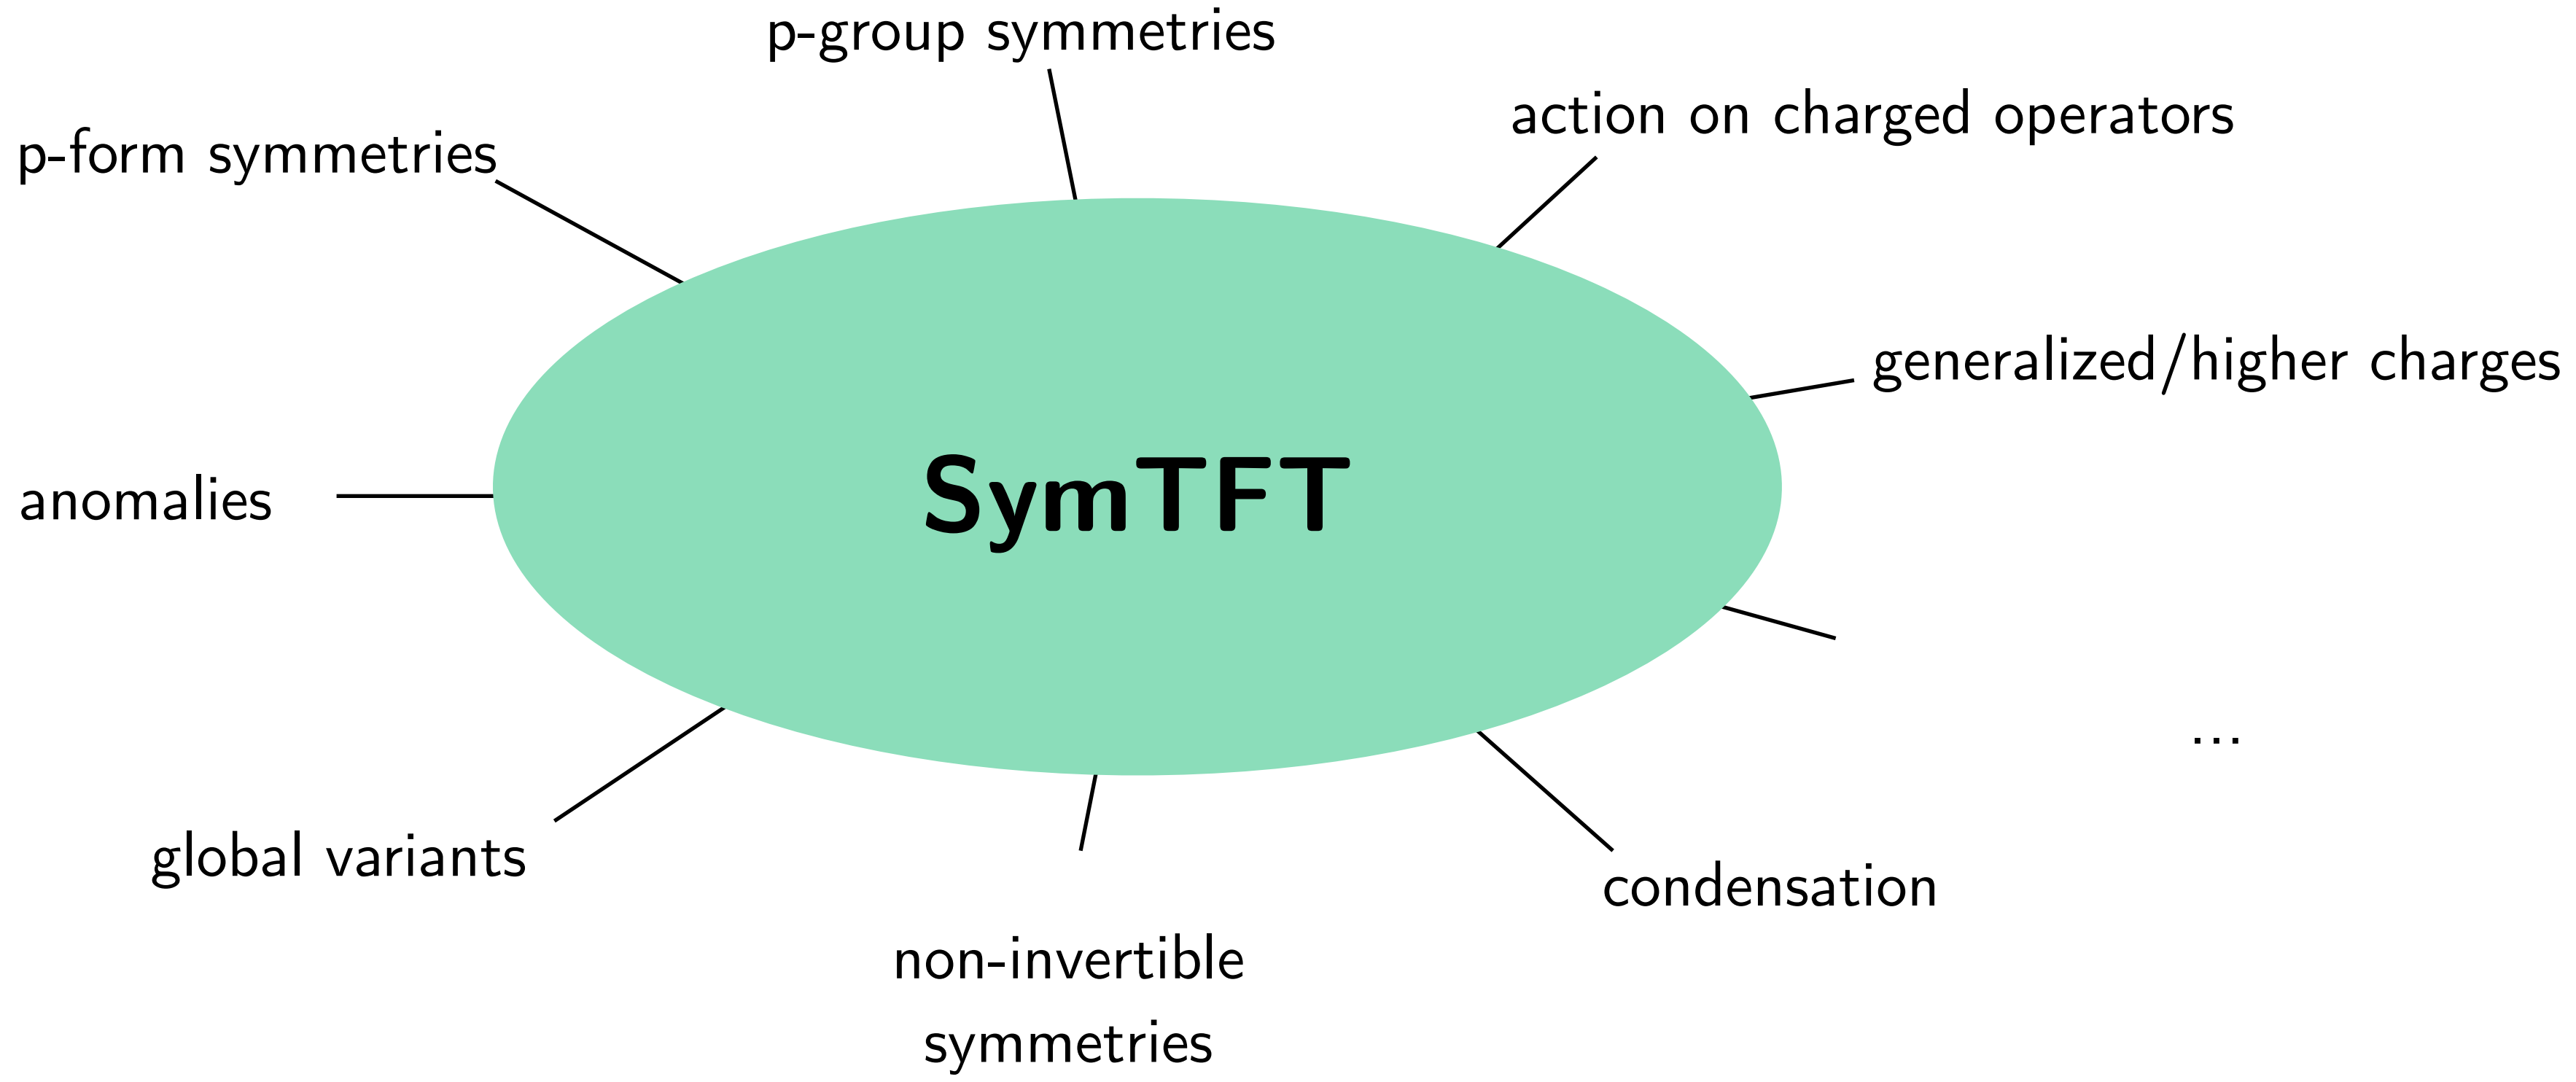 p-group symmetries
action on charged operators
p-form symmetries
generalized/higher charges
SymTFT
anomalies
...
global variants
condensation
non-invertible
symmetries